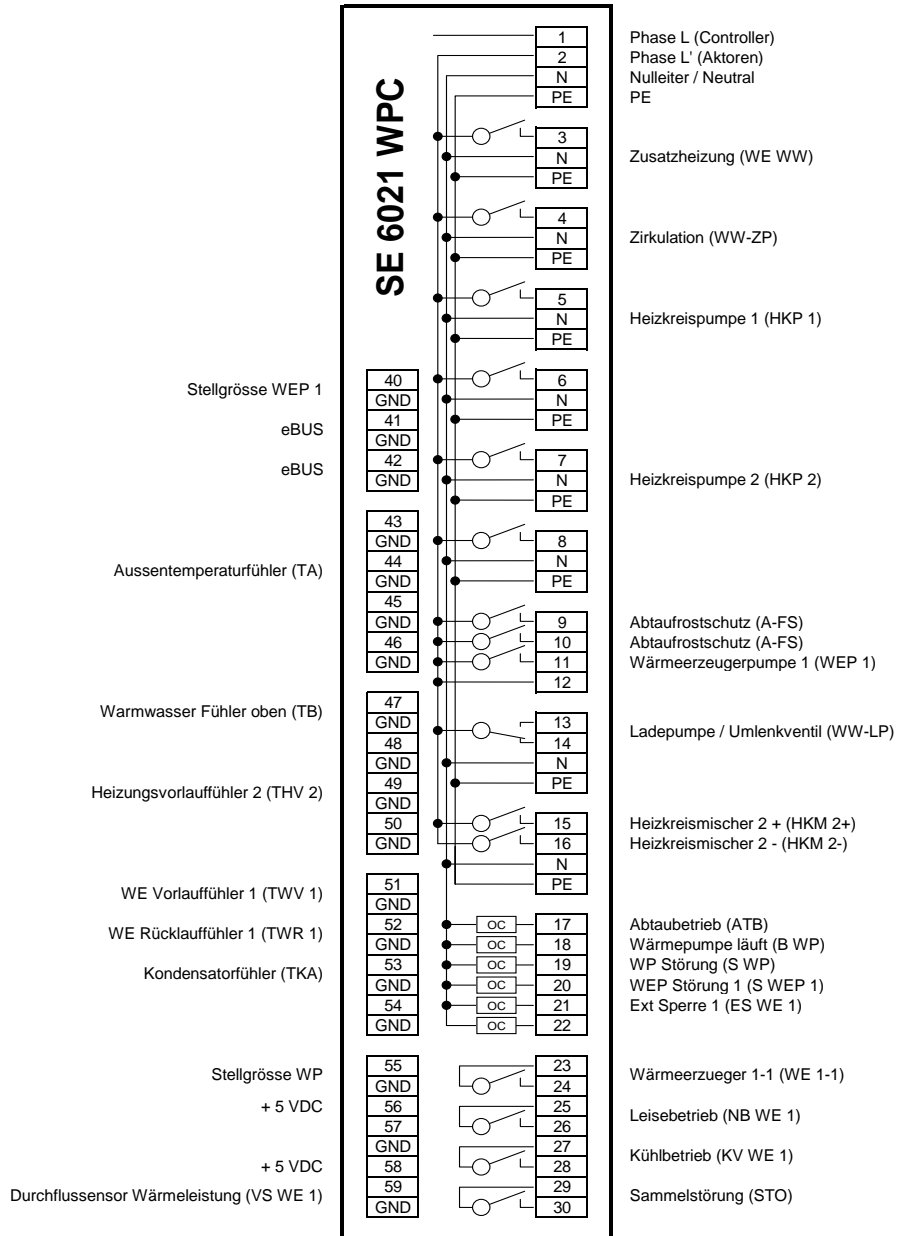 SE 6021 WPC
1 Phase L (Controller)
2 Phase L' (Aktoren)
N Nulleiter / Neutral
PE PE
3
N Zusatzheizung (WE WW)
PE
4
N Zirkulation (WW-ZP)
PE
5
N Heizkreispumpe 1 (HKP 1)
PE
6
N
PE
7
N Heizkreispumpe 2 (HKP 2)
PE
8
N
PE
9 Abtaufrostschutz (A-FS)
10 Abtaufrostschutz (A-FS)
11 Wärmeerzeugerpumpe 1 (WEP 1)
12
13
Ladepumpe / Umlenkventil (WW-LP)
14
N
PE
15 Heizkreismischer 2 + (HKM 2+)
16 Heizkreismischer 2 - (HKM 2-)
N
PE
OC 17 Abtaubetrieb (ATB)
OC 18 Wärmepumpe läuft (B WP)
OC 19 WP Störung (S WP)
OC 20 WEP Störung 1 (S WEP 1)
OC 21 Ext Sperre 1 (ES WE 1)
OC 22
23
Wärmeerzueger 1-1 (WE 1-1)
24
25
Leisebetrieb (NB WE 1)
26
27
Kühlbetrieb (KV WE 1)
28
29
Sammelstörung (STO)
30
40
Stellgrösse WEP 1
GND
41
eBUS
GND
42
eBUS
GND
43
GND
44
Aussentemperaturfühler (TA)
GND
45
GND
46
GND
47
Warmwasser Fühler oben (TB)
GND
48
GND
49
Heizungsvorlauffühler 2 (THV 2)
GND
50
GND
51
WE Vorlauffühler 1 (TWV 1)
GND
52
WE Rücklauffühler 1 (TWR 1)
GND
53
Kondensatorfühler (TKA)
GND
54
GND
55
Stellgrösse WP
GND
+ 5 VDC 56
57
GND
+ 5 VDC 58
59
Durchflussensor Wärmeleistung (VS WE 1)
GND